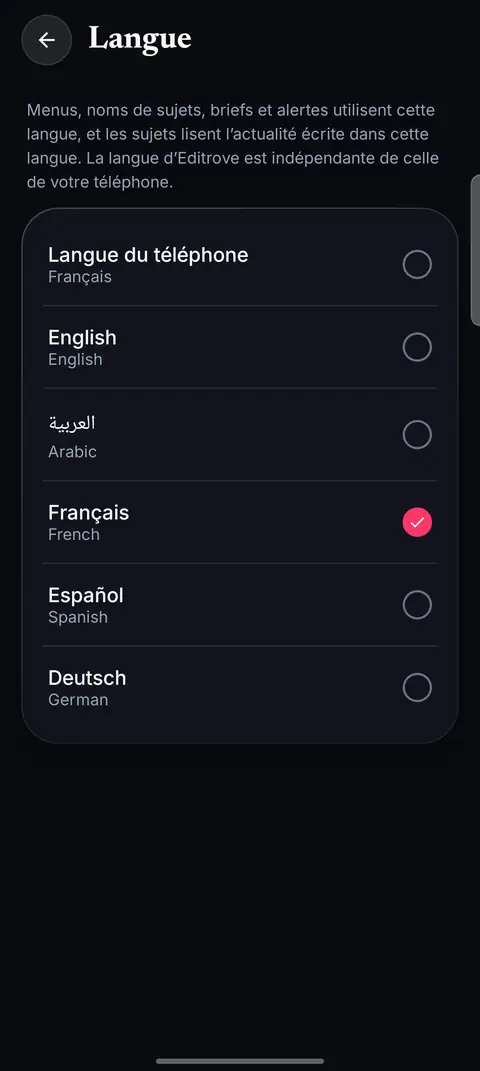 Langue
Menus, noms de sujets, briefs et alertes utilisent cette
langue, et les sujets lisent l’actualité écrite dans cette
langue. La langue d’Editrove est indépendante de celle
de votre téléphone.
Langue du téléphone
Français
English
English
العربية
Arabic
Français
French
Español
Spanish
Deutsch
German